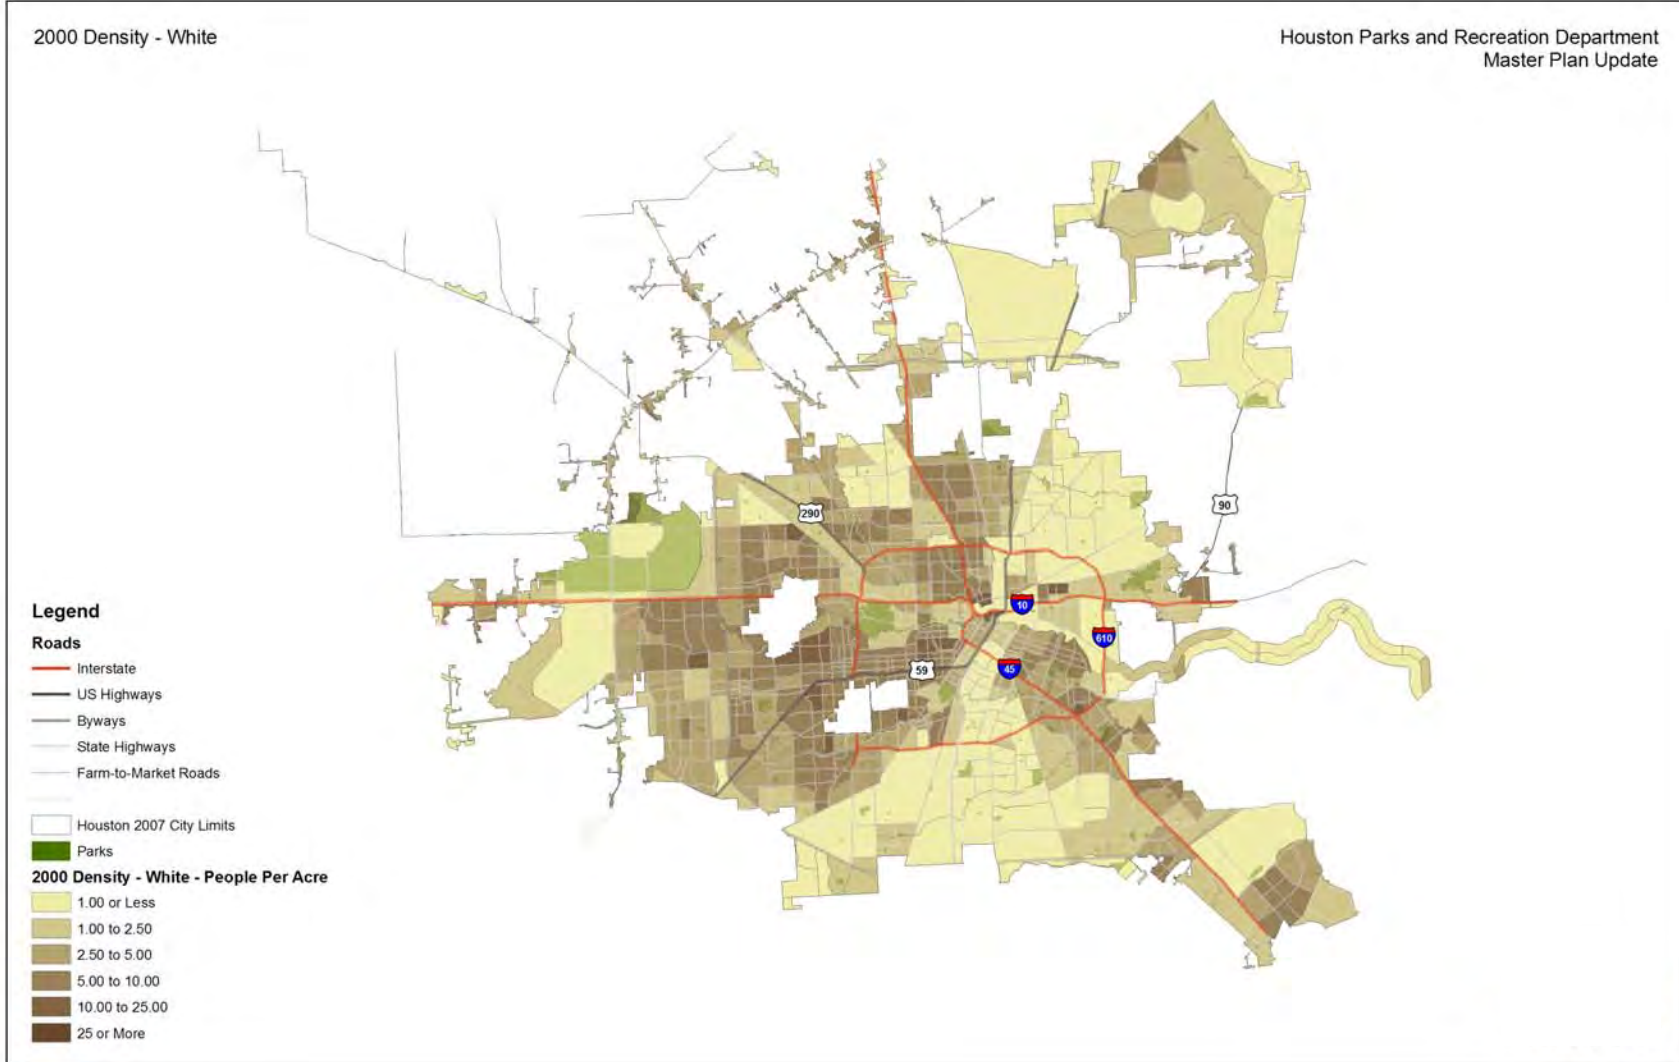 2000 Density - White
Houston Parks and Recreation Department
Master Plan Update
290
90
10
610
59
45
Legend
Roads
Interstate
US Highways
Byways
State Highways
Farm-to-Market Roads
Houston 2007 City Limits
Parks
2000 Density - White - People Per Acre
1.00 or Less
1.00 to 2.50
2.50 to 5.00
5.00 to 10.00
10.00 to 25.00
25 or More